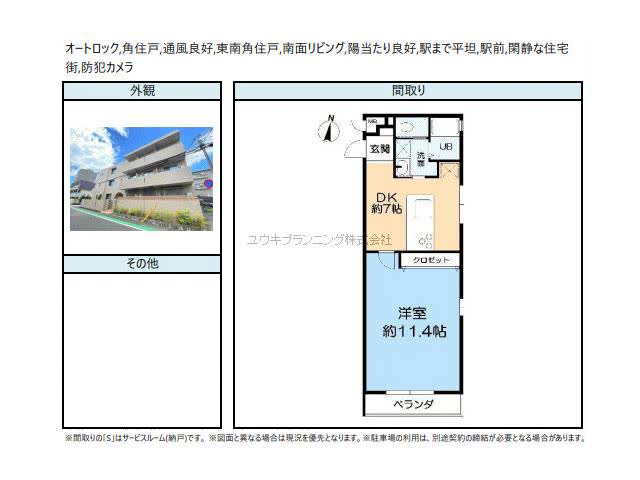 オートロック,角住戸,通風良好,東南角住戸,南面リビング,陽当たり良好,駅まで平坦,駅前,閑静な住宅
街,防犯カメラ
外観
間取り
N
MB
玄関
洗面
UB
DK
約7帖
ユウキプランニング株式会社
その他
クロゼット
洋室
約11.4帖
ベランダ
※間取りの「S」はサービスルーム(納戸)です。 ※図面と異なる場合は現況を優先となります。※駐車場の利用は、別途契約の締結が必要となる場合があります。